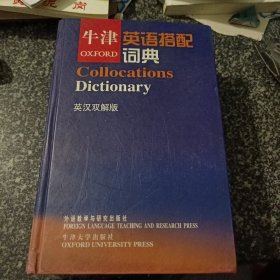 牛津 英语搭配
OXFORD 词典
Collocations
Dictionary
英汉双解版
外语教学与研究出版社
FOREIGN LANGUAGE TEACHING AND RESEARCH PRESS
牛津大学出版社
OXFORD UNIVERSITY PRESS